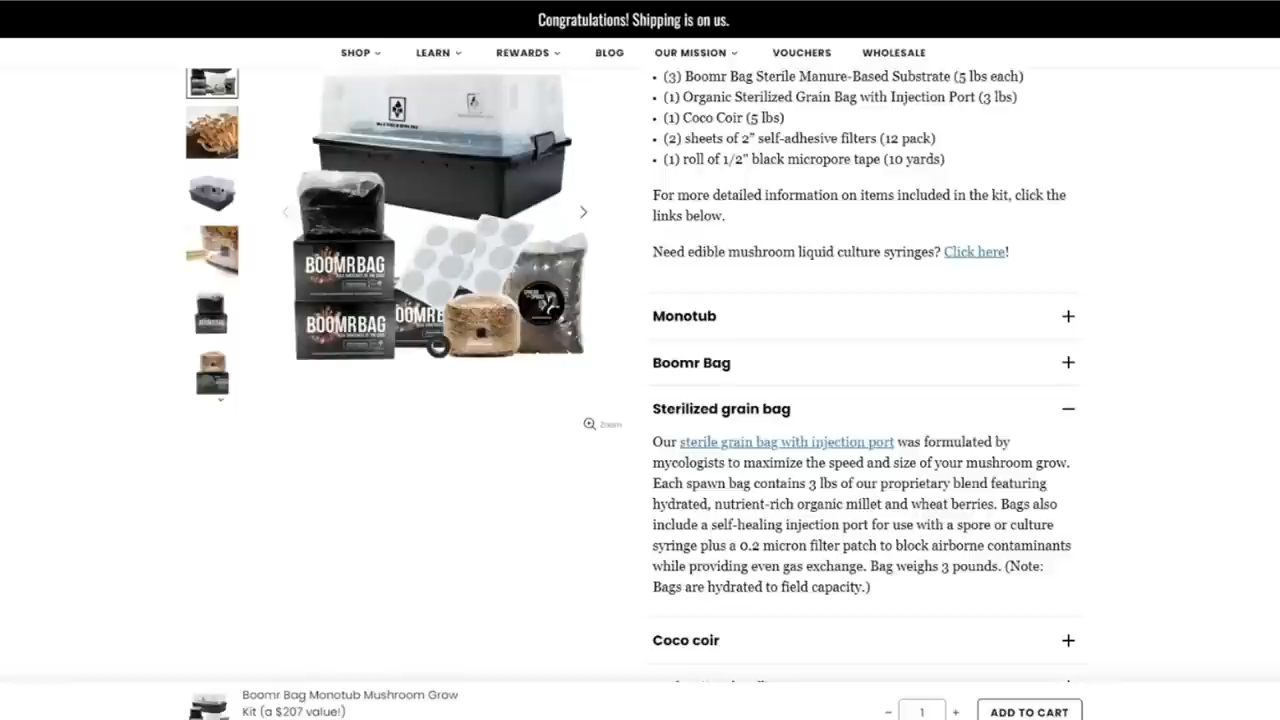 Congratulations! Shipping is on us.
SHOP LEARN REWARDS BLOG OUR MISSION VOUCHERS WHOLESALE
• (3) Boomr Bag Sterile Manure-Based Substrate (5 lbs each)
• (1) Organic Sterilized Grain Bag with Injection Port (3 lbs)
• (1) Coco Coir (5 lbs)
• (2) sheets of 2” self-adhesive filters (12 pack)
• (1) roll of 1/2” black micropore tape (10 yards)
For more detailed information on items included in the kit, click the
links below.
Need edible mushroom liquid culture syringes? Click here!
BOOMRBAG
BOOMRBAG
Zoom
Monotub
Boomr Bag
Sterilized grain bag
Our sterile grain bag with injection port was formulated by
mycologists to maximize the speed and size of your mushroom grow.
Each spawn bag contains 3 lbs of our proprietary blend featuring
hydrated, nutrient-rich organic millet and wheat berries. Bags also
include a self-healing injection port for use with a spore or culture
syringe plus a 0.2 micron filter patch to block airborne contaminants
while providing even gas exchange. Bag weighs 3 pounds. (Note:
Bags are hydrated to field capacity.)
Coco coir
Boomr Bag Monotub Mushroom Grow
Kit (a $207 value!)
− 1 + ADD TO CART